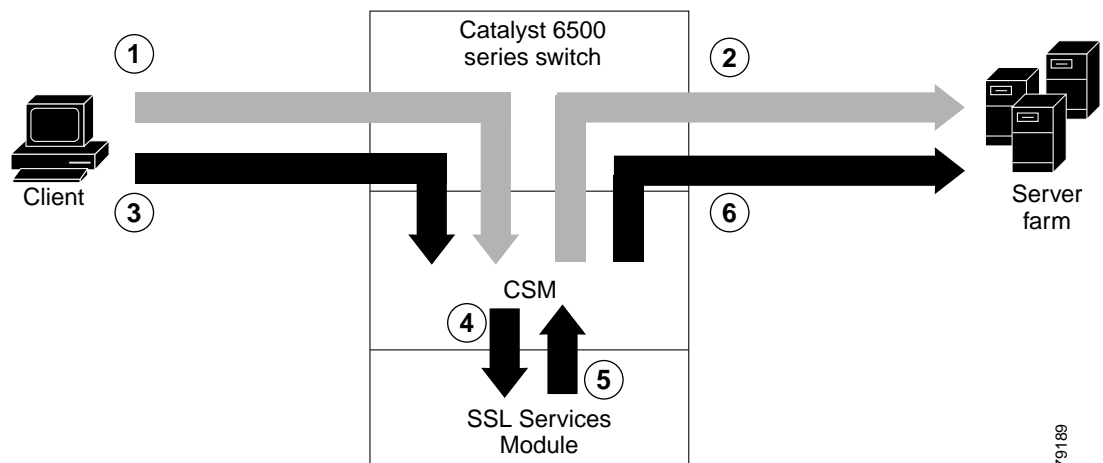 Catalyst 6500
series switch
1
2
Client
3
6
Server
farm
CSM
4
5
SSL Services
Module
79189